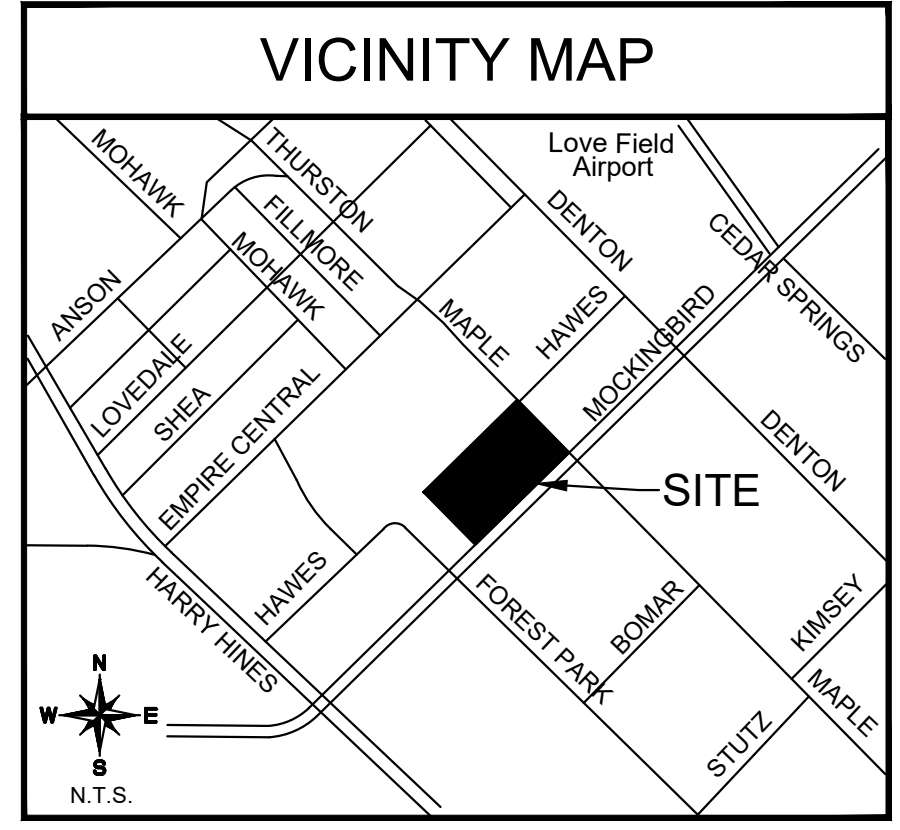 VICINITY MAP
Love Field
Airport
MOHAWK
THURSTON
DENTON
CEDAR SPRINGS
FILLMORE
MOHAWK
ANSON
MAPLE
HAWES
MOCKINGBIRD
LOVEDALE
SHEA
EMPIRE CENTRAL
DENTON
SITE
HAWES
HARRY HINES
FOREST PARK
BOMAR
KIMSEY
MAPLE
STUTZ
N
W
E
S
N.T.S.